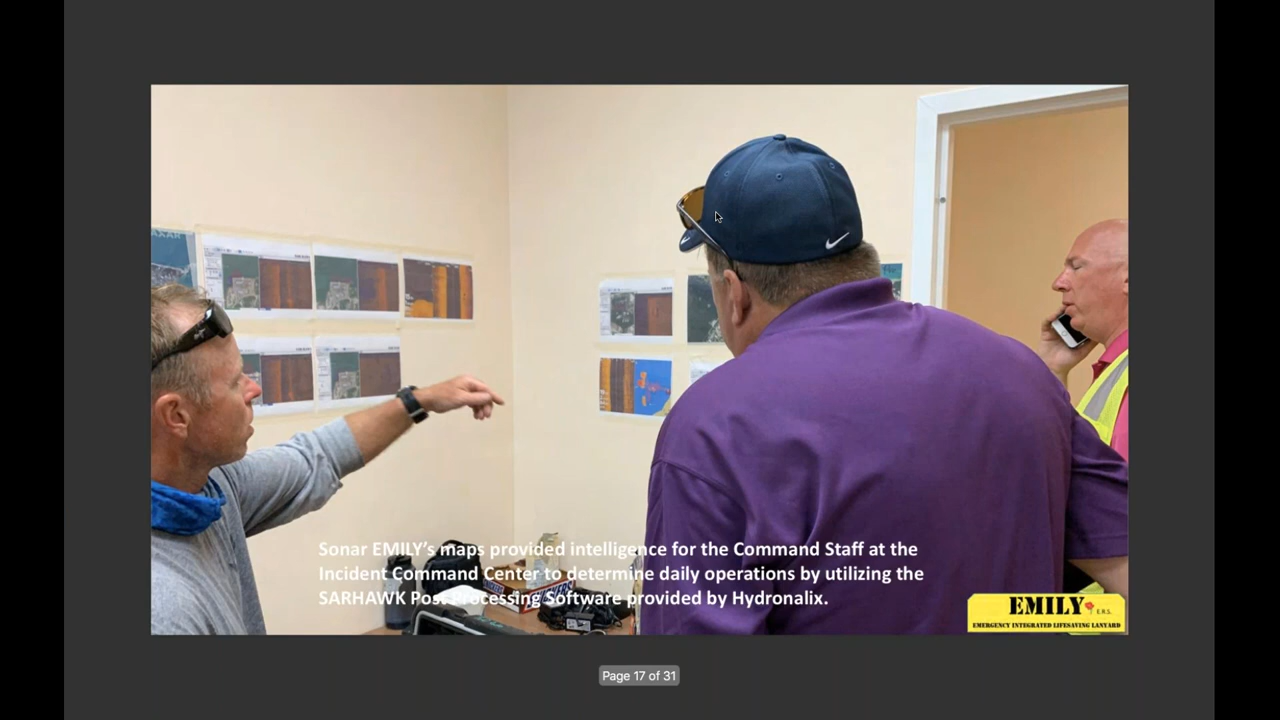 Sonar EMILY’s maps provided intelligence for the Command Staff at the
Incident Command Center to determine daily operations by utilizing the
SARHAWK Post Processing Software provided by Hydronalix.
EMILY E.R.S.
EMERGENCY INTEGRATED LIFESAVING LANYARD
Page 17 of 31